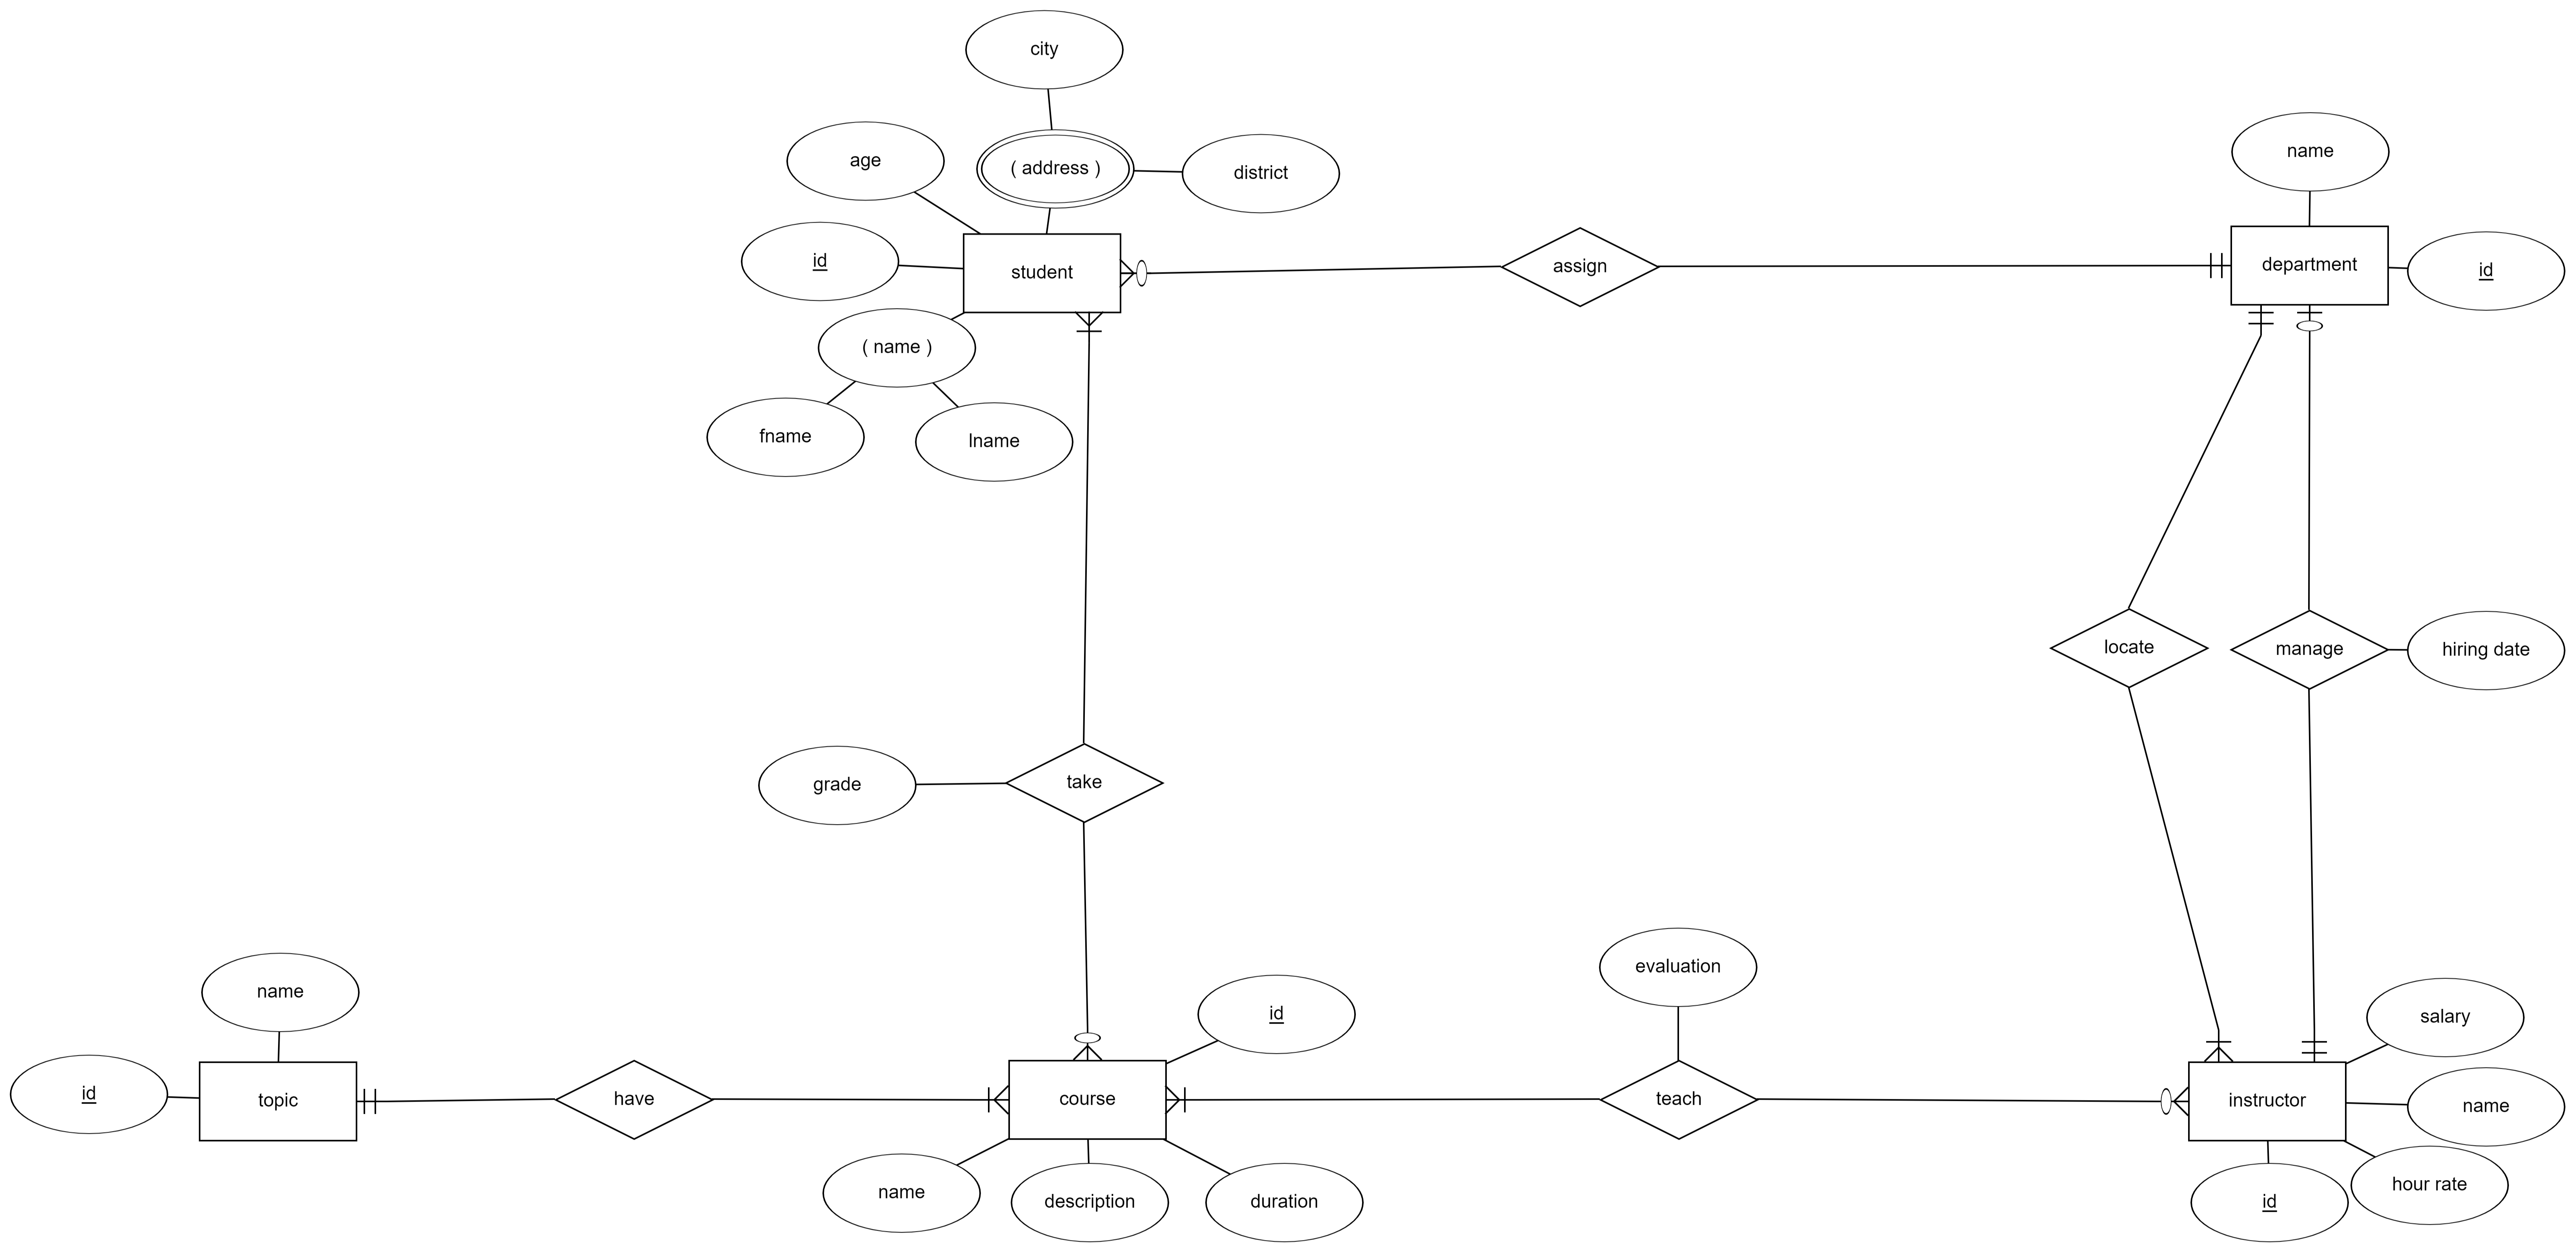 city
name
age
( address )
district
id
student
assign
department
id
( name )
fname
lname
locate
manage
hiring date
grade
take
evaluation
name
id
salary
id
topic
have
course
teach
instructor
name
name
description
duration
id
hour rate